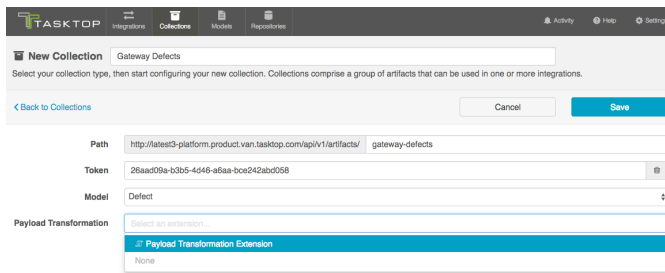 TASKTOP
Integrations
Collections
Models
Repositories
Activity
Help
Setting
New Collection
Gateway Defects
Select your collection type, then start configuring your new collection. Collections comprise a group of artifacts that can be used in one or more integrations.
Back to Collections
Cancel
Save
Path
http://latest3-platform.product.van.tasktop.com/api/v1/artifacts/
gateway-defects
Token
26aad09a-b3b5-4d46-a6aa-bce242abd058
Model
Defect
Payload Transformation
Select an extension...
Payload Transformation Extension
None